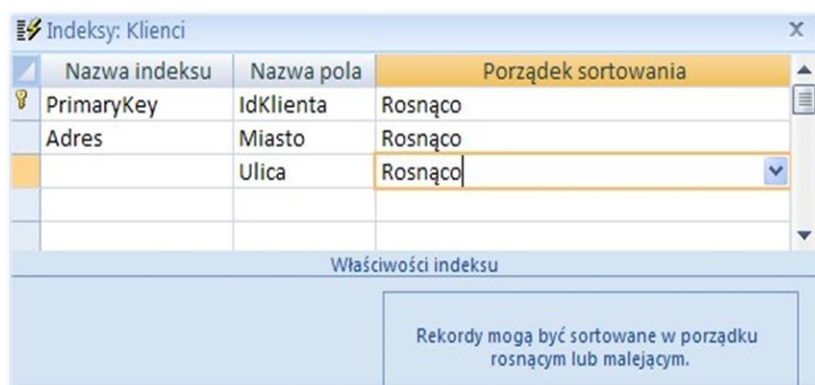 Indeksy: Klienci
Nazwa indeksu Nazwa pola Porządek sortowania
PrimaryKey IdKlienta Rosnąco
Adres Miasto Rosnąco
Ulica Rosnąco
Właściwości indeksu
Rekordy mogą być sortowane w porządku
rosnącym lub malejącym.